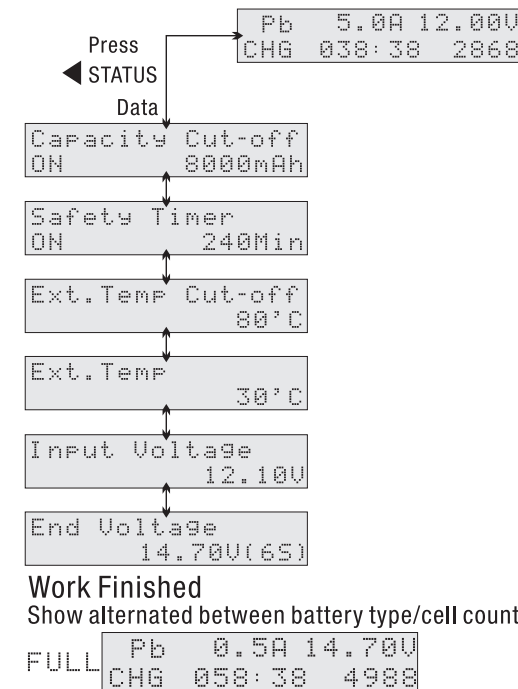 Pb 5.0A 12.00V
CHG 038:38 2868
Press
STATUS
Data
Capacity Cut-off
ON 8000mAh
Safety Timer
ON 240Min
Ext.Temp Cut-off
80'C
Ext.Temp
30'C
Input Voltage
12.10V
End Voltage
14.70V(6S)
Work Finished
Show alternated between battery type/cell count
FULL
Pb 0.5A 14.70V
CHG 058:38 4988